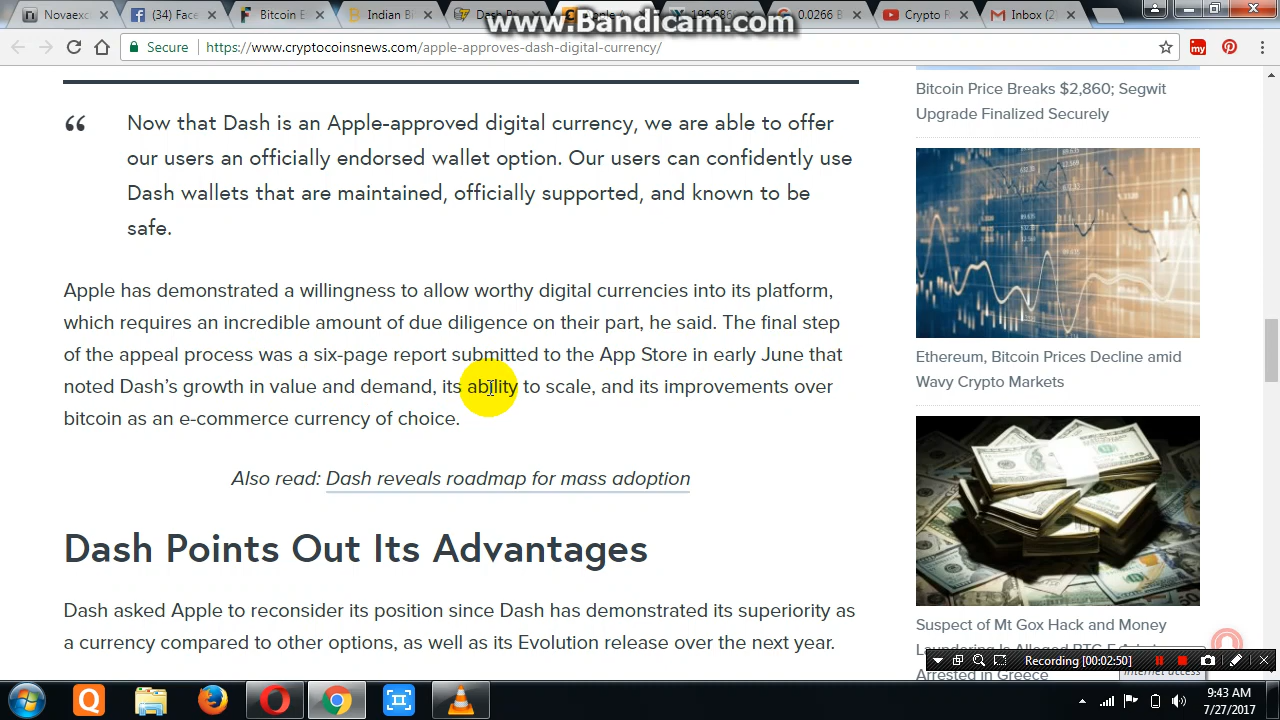 www.Bandicam.com
Novaex
(34) Face
Bitcoin I
Indian Bi
Dash P
196,686
0.0266 B
Crypto
Inbox (2)
Secure
https://www.cryptocoinsnews.com/apple-approves-dash-digital-currency/
“ Now that Dash is an Apple-approved digital currency, we are able to offer
our users an officially endorsed wallet option. Our users can confidently use
Dash wallets that are maintained, officially supported, and known to be
safe.
Apple has demonstrated a willingness to allow worthy digital currencies into its platform,
which requires an incredible amount of due diligence on their part, he said. The final step
of the appeal process was a six-page report submitted to the App Store in early June that
noted Dash’s growth in value and demand, its ability to scale, and its improvements over
bitcoin as an e-commerce currency of choice.
Also read: Dash reveals roadmap for mass adoption
Dash Points Out Its Advantages
Dash asked Apple to reconsider its position since Dash has demonstrated its superiority as
a currency compared to other options, as well as its Evolution release over the next year.
Bitcoin Price Breaks $2,860; Segwit
Upgrade Finalized Securely
Ethereum, Bitcoin Prices Decline amid
Wavy Crypto Markets
Suspect of Mt Gox Hack and Money
Arrested in Greece
Recording [00:02:50]
Internet access
9:43 AM
7/27/2017